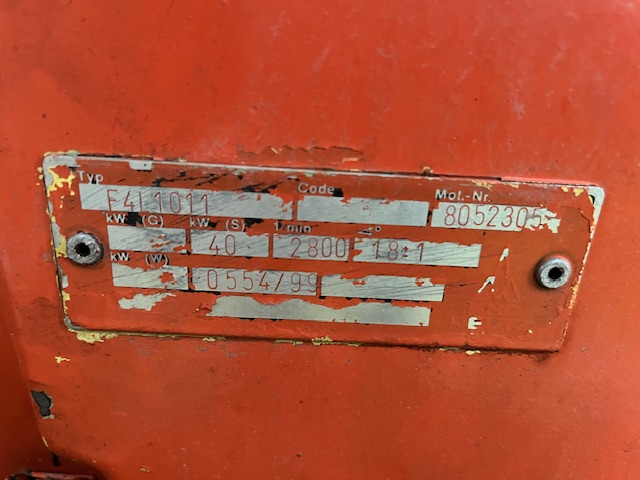 Typ Code Mot.-Nr.
F4L1011 8052305
kW (G) kW (S) 1/min °
40 2800 18±1
kW (W)
0554/99
E